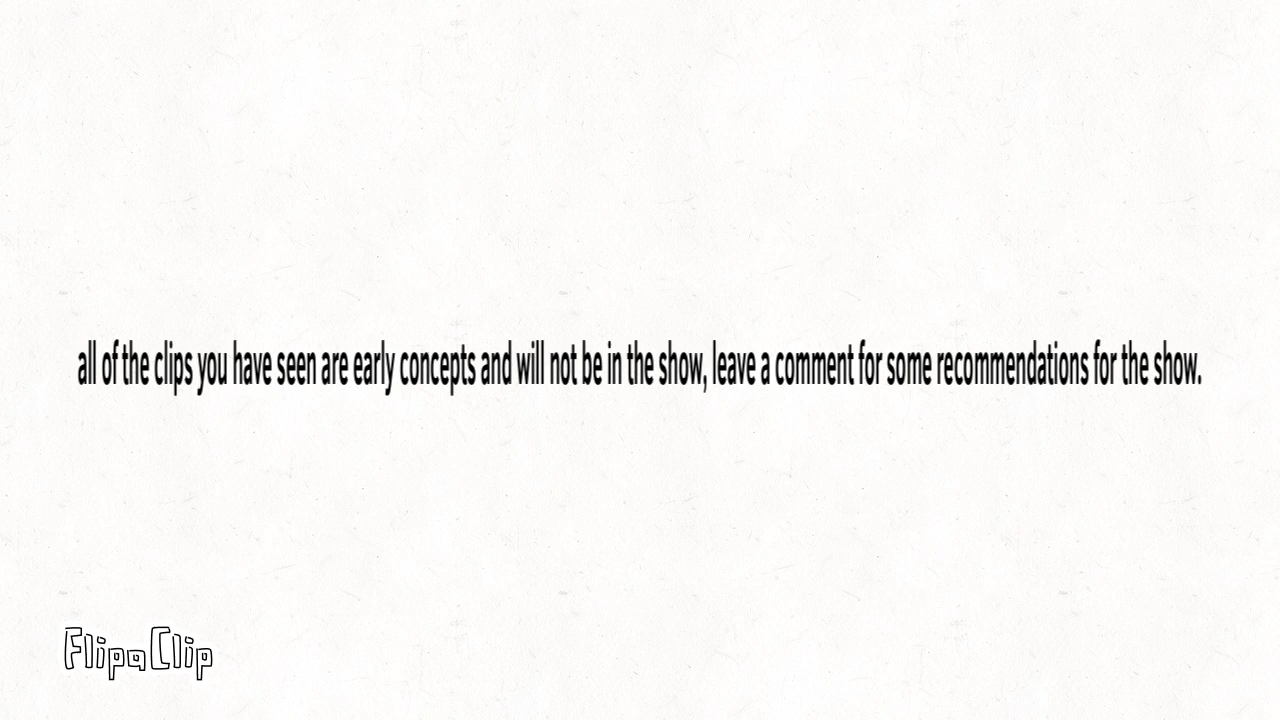 all of the clips you have seen are early concepts and will not be in the show, leave a comment for some recommendations for the show.
FlipaClip